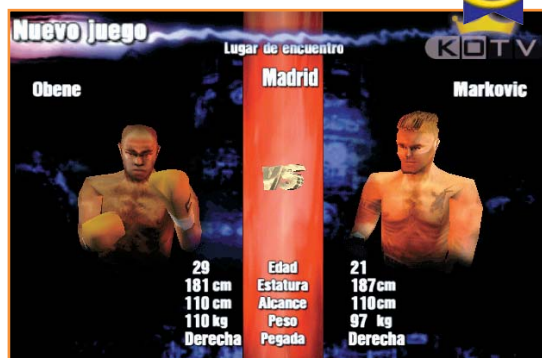 Nuevo juego
KOTV
Lugar de encuentro
Obene Madrid Markovic
VS
29 Edad 21
181 cm Estatura 187cm
110 cm Alcance 110cm
110 kg Peso 97 kg
Derecha Pegada Derecha